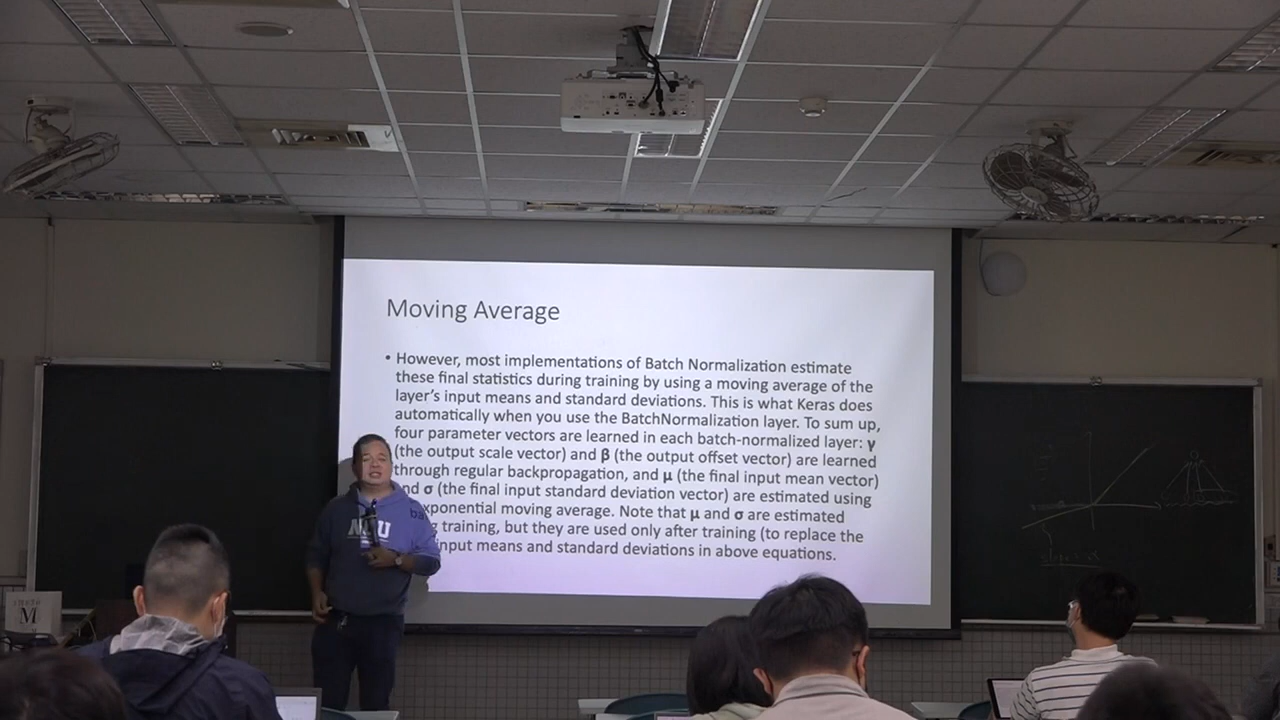 Moving Average
• However, most implementations of Batch Normalization estimate
these final statistics during training by using a moving average of the
layer's input means and standard deviations. This is what Keras does
automatically when you use the BatchNormalization layer. To sum up,
four parameter vectors are learned in each batch-normalized layer: γ
(the output scale vector) and β (the output offset vector) are learned
through regular backpropagation, and μ (the final input mean vector)
nd σ (the final input standard deviation vector) are estimated using
xponential moving average. Note that μ and σ are estimated
g training, but they are used only after training (to replace the
ba
input means and standard deviations in above equations.
M